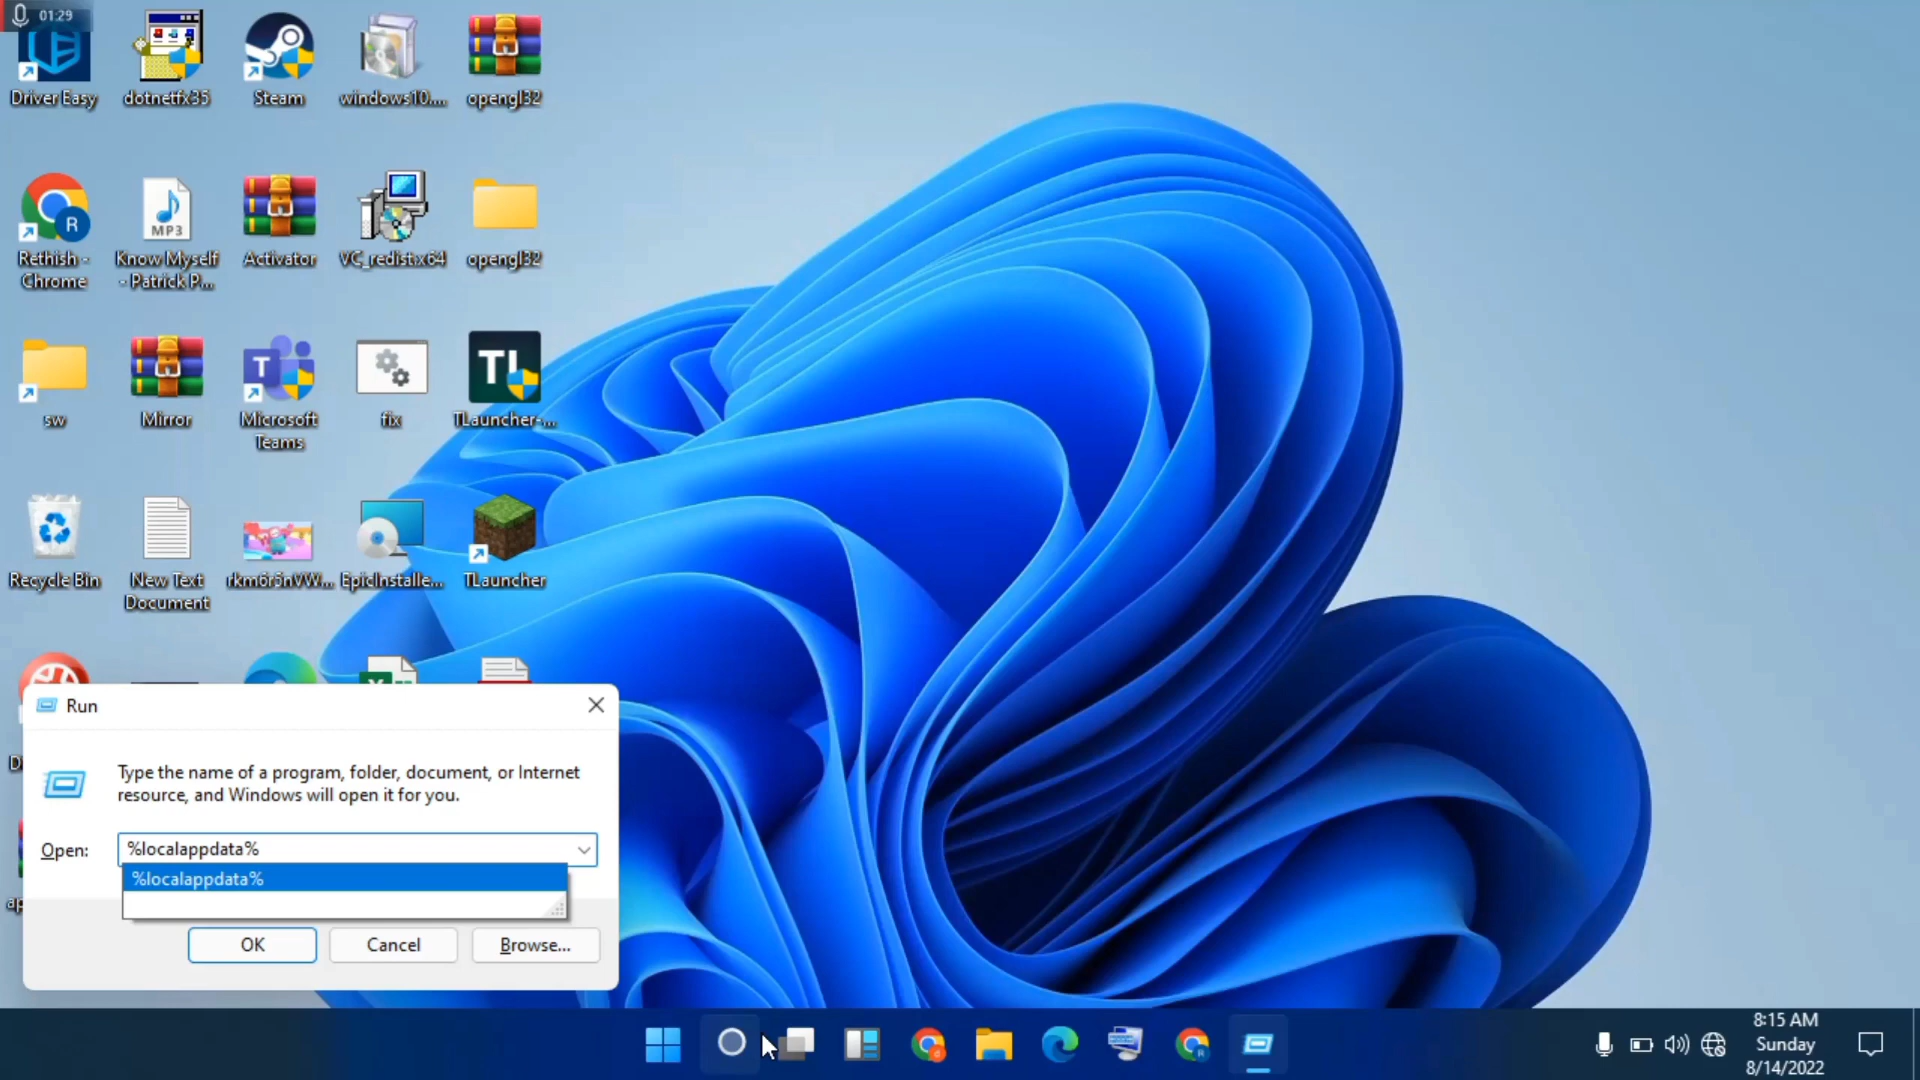 01:29
Driver Easy
dotnetfx35
Steam
windows10....
opengl32
R
Rethish -
Chrome
MP3
Know Myself
- Patrick P...
Activator
VC_redist.x64
opengl32
sw
Mirror
T
Microsoft
Teams
fix
TL
TLauncher-...
Recycle Bin
New Text
Document
rkm6r5nVW...
EpicInstalle...
TLauncher
Run
Type the name of a program, folder, document, or Internet
resource, and Windows will open it for you.
Open:
%localappdata%
%localappdata%
OK
Cancel
Browse...
8:15 AM
Sunday
8/14/2022